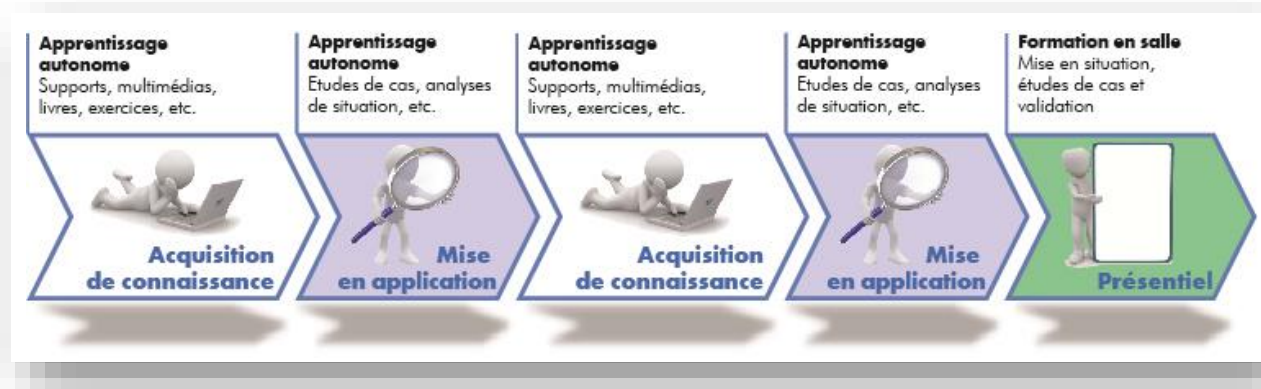 Apprentissage
autonome
Supports, multimédias,
livres, exercices, etc.
Acquisition
de connaissance
Apprentissage
autonome
Etudes de cas, analyses
de situation, etc.
Mise
en application
Apprentissage
autonome
Supports, multimédias,
livres, exercices, etc.
Acquisition
de connaissance
Apprentissage
autonome
Etudes de cas, analyses
de situation, etc.
Mise
en application
Formation en salle
Mise en situation,
études de cas et
validation
Présentiel